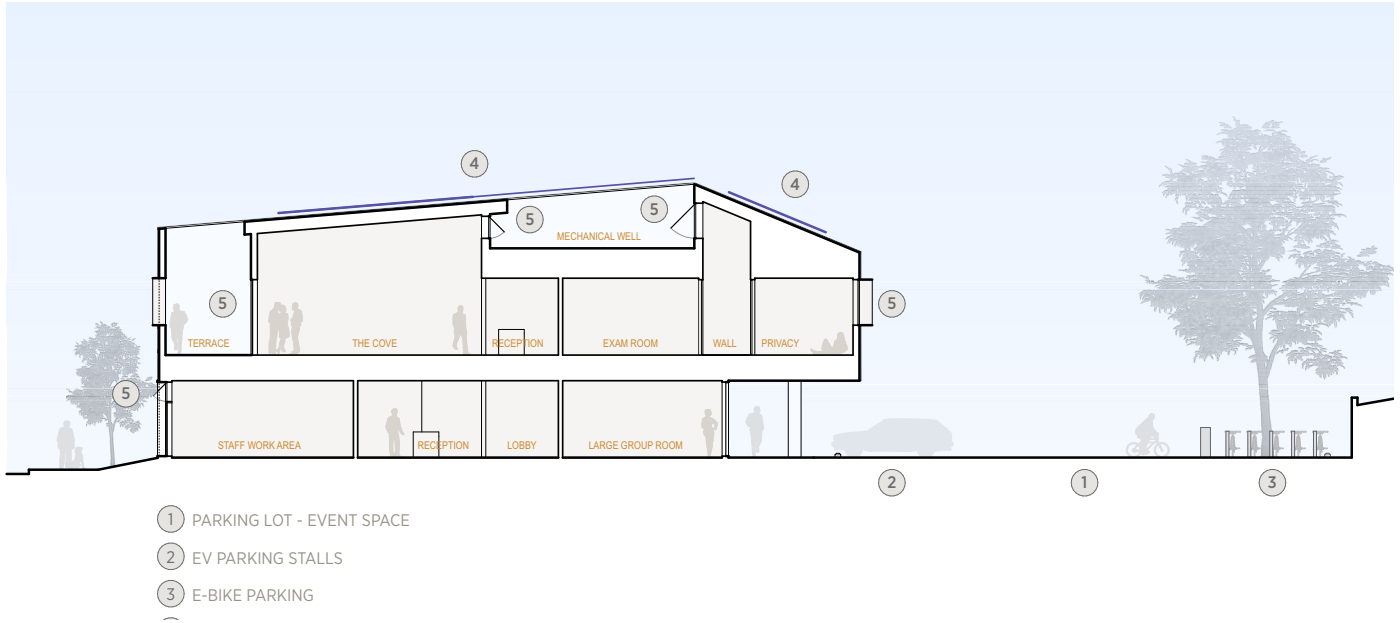 4
4
5
5
MECHANICAL WELL
5
5
TERRACE
THE COVE
RECEPTION
EXAM ROOM
WALL
PRIVACY
5
STAFF WORK AREA
RECEPTION
LOBBY
LARGE GROUP ROOM
2
1
3
1 PARKING LOT - EVENT SPACE
2 EV PARKING STALLS
3 E-BIKE PARKING